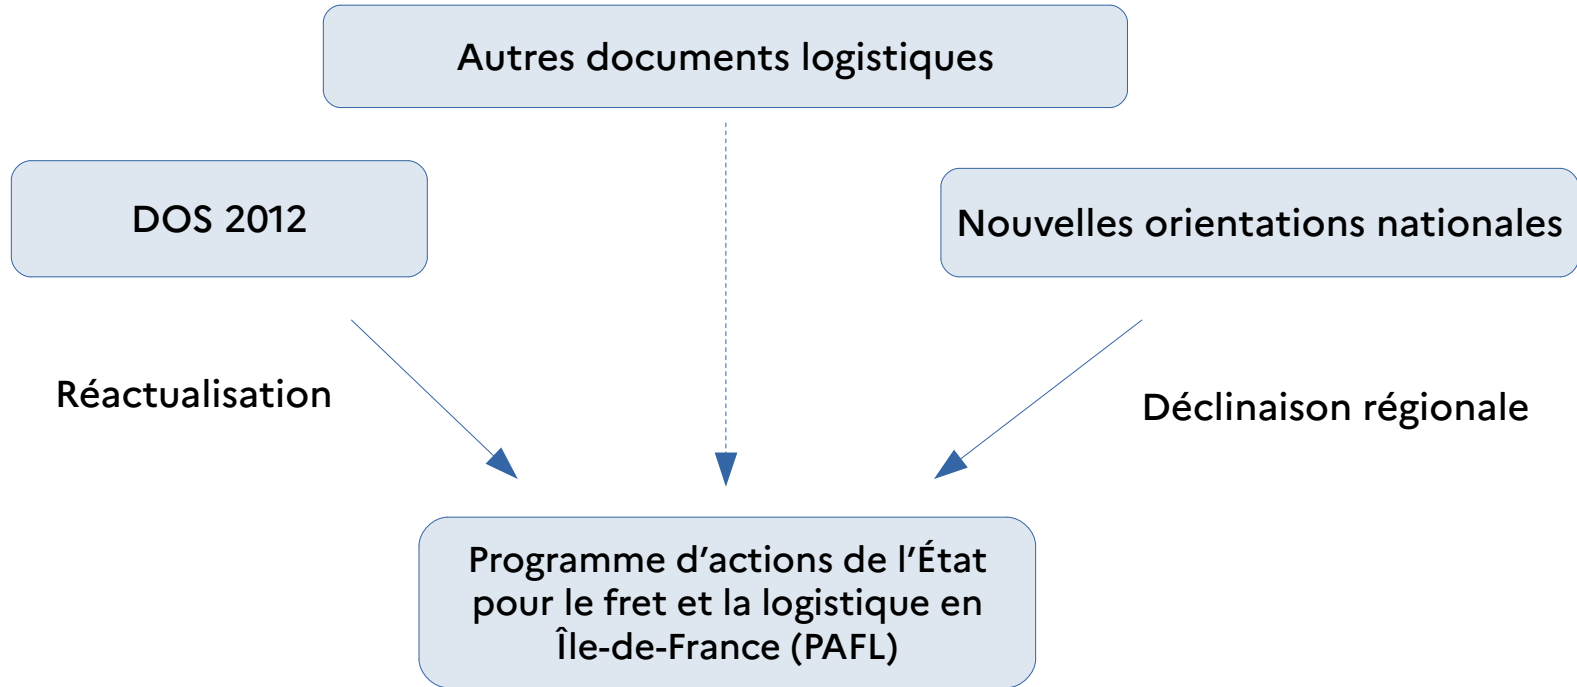 Autres documents logistiques
DOS 2012
Nouvelles orientations nationales
Réactualisation
Déclinaison régionale
Programme d’actions de l’État
pour le fret et la logistique en
Île-de-France (PAFL)